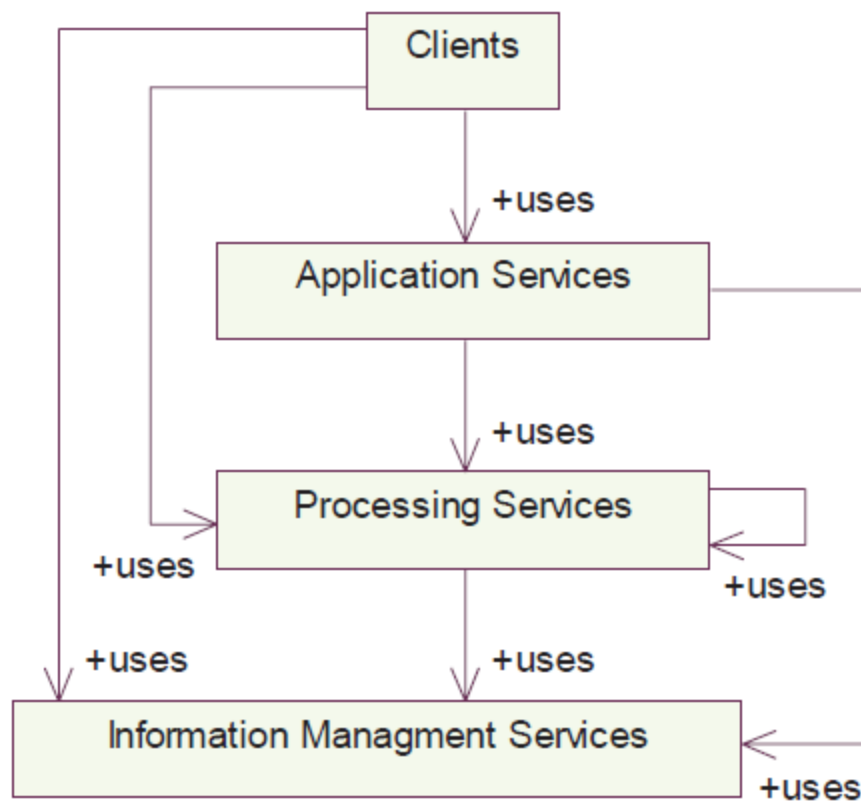 Clients
+uses
Application Services
+uses
Processing Services
+uses
+uses
+uses
+uses
Information Managment Services
+uses